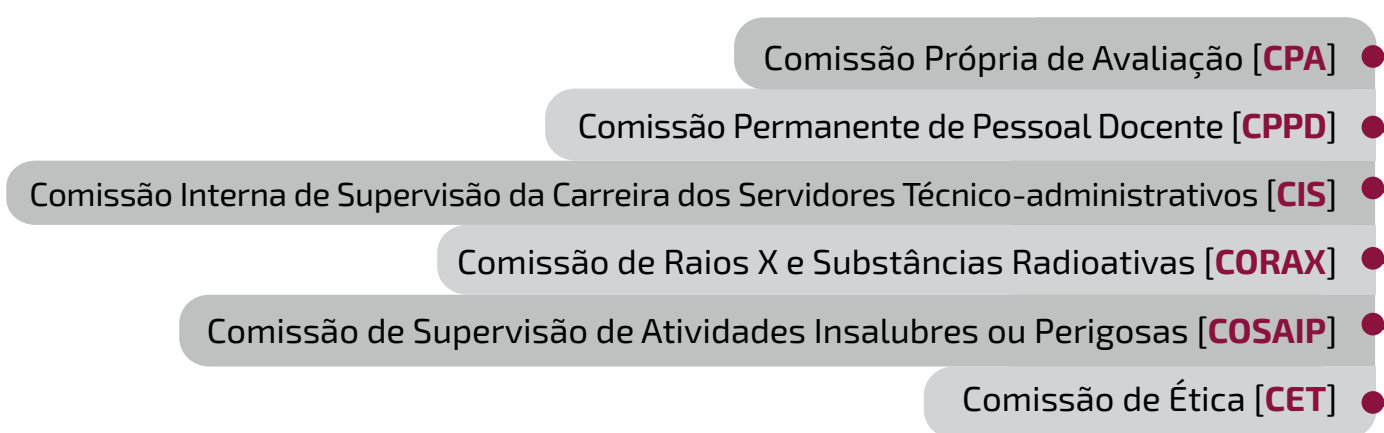 Comissão Própria de Avaliação [CPA]
Comissão Permanente de Pessoal Docente [CPPD]
Comissão Interna de Supervisão da Carreira dos Servidores Técnico-administrativos [CIS]
Comissão de Raios X e Substâncias Radioativas [CORAX]
Comissão de Supervisão de Atividades Insalubres ou Perigosas [COSAIP]
Comissão de Ética [CET]